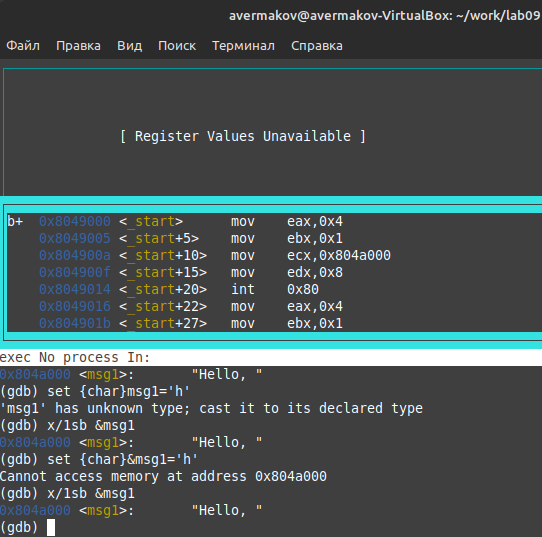 avermakov@avermakov-VirtualBox: ~/work/lab09
Файл Правка Вид Поиск Терминал Справка
[ Register Values Unavailable ]
b+ 0x8049000 <_start> mov eax,0x4
0x8049005 <_start+5> mov ebx,0x1
0x804900a <_start+10> mov ecx,0x804a000
0x804900f <_start+15> mov edx,0x8
0x8049014 <_start+20> int 0x80
0x8049016 <_start+22> mov eax,0x4
0x804901b <_start+27> mov ebx,0x1
exec No process In:
0x804a000 <msg1>: "Hello, "
(gdb) set {char}msg1='h'
'msg1' has unknown type; cast it to its declared type
(gdb) x/1sb &msg1
0x804a000 <msg1>: "Hello, "
(gdb) set {char}&msg1='h'
Cannot access memory at address 0x804a000
(gdb) x/1sb &msg1
0x804a000 <msg1>: "Hello, "
(gdb)